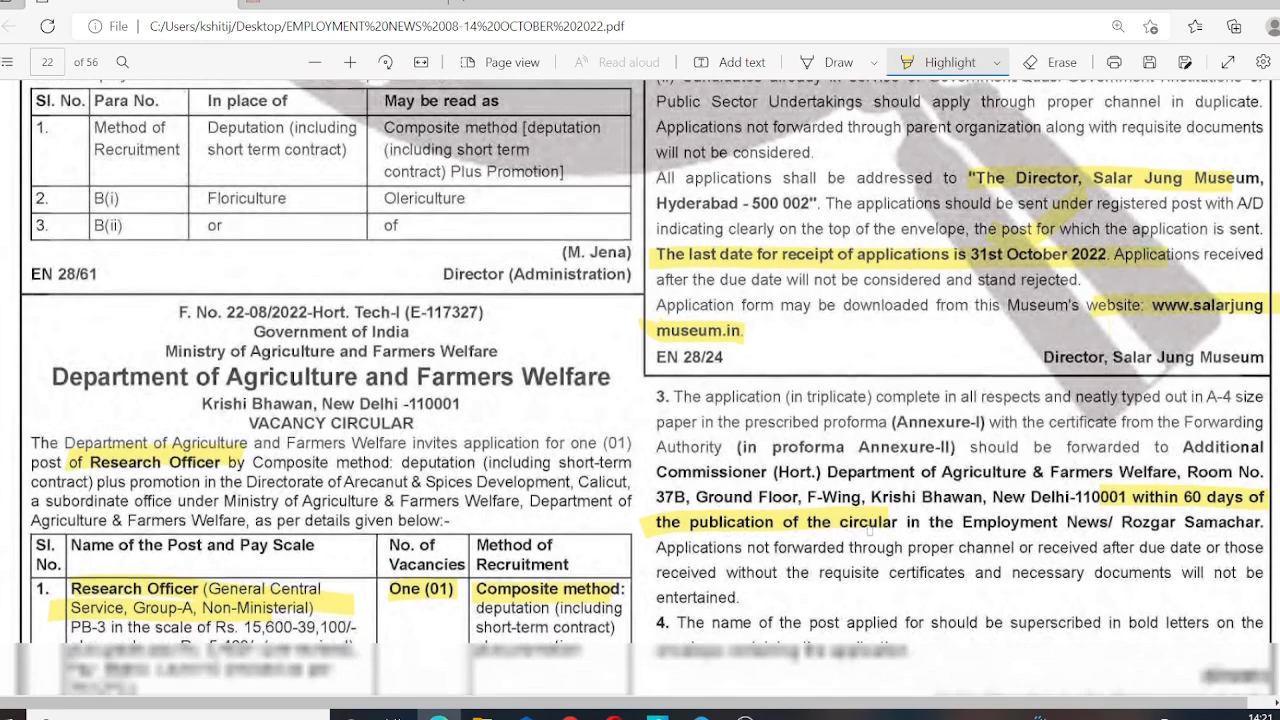 File C:/Users/kshitij/Desktop/EMPLOYMENT%20NEWS%2008-14%20OCTOBER%202022.pdf
22 of 56 Page view Read aloud Add text Draw Highlight Erase
Sl. No. Para No. In place of May be read as
1. Method of Deputation (including Composite method [deputation
Recruitment short term contract) (including short term
contract) Plus Promotion]
2. B(i) Floriculture Olericulture
3. B(ii) or of
(M. Jena)
EN 28/61 Director (Administration)
F. No. 22-08/2022-Hort. Tech-I (E-117327)
Government of India
Ministry of Agriculture and Farmers Welfare
Department of Agriculture and Farmers Welfare
Krishi Bhawan, New Delhi -110001
VACANCY CIRCULAR
The Department of Agriculture and Farmers Welfare invites application for one (01)
post of Research Officer by Composite method: deputation (including short-term
contract) plus promotion in the Directorate of Arecanut & Spices Development, Calicut,
a subordinate office under Ministry of Agriculture & Farmers Welfare, Department of
Agriculture & Farmers Welfare, as per details given below:-
Sl. Name of the Post and Pay Scale No. of Method of
No. Vacancies Recruitment
1. Research Officer (General Central One (01) Composite method:
Service, Group-A, Non-Ministerial) deputation (including
PB-3 in the scale of Rs. 15,600-39,100/- short-term contract)
Public Sector Undertakings should apply through proper channel in duplicate.
Applications not forwarded through parent organization along with requisite documents
will not be considered.
All applications shall be addressed to "The Director, Salar Jung Museum,
Hyderabad - 500 002". The applications should be sent under registered post with A/D
indicating clearly on the top of the envelope, the post for which the application is sent.
The last date for receipt of applications is 31st October 2022. Applications received
after the due date will not be considered and stand rejected.
Application form may be downloaded from this Museum's website: www.salarjung
museum.in.
EN 28/24 Director, Salar Jung Museum
3. The application (in triplicate) complete in all respects and neatly typed out in A-4 size
paper in the prescribed proforma (Annexure-I) with the certificate from the Forwarding
Authority (in proforma Annexure-II) should be forwarded to Additional
Commissioner (Hort.) Department of Agriculture & Farmers Welfare, Room No.
37B, Ground Floor, F-Wing, Krishi Bhawan, New Delhi-110001 within 60 days of
the publication of the circular in the Employment News/ Rozgar Samachar.
Applications not forwarded through proper channel or received after due date or those
received without the requisite certificates and necessary documents will not be
entertained.
4. The name of the post applied for should be superscribed in bold letters on the